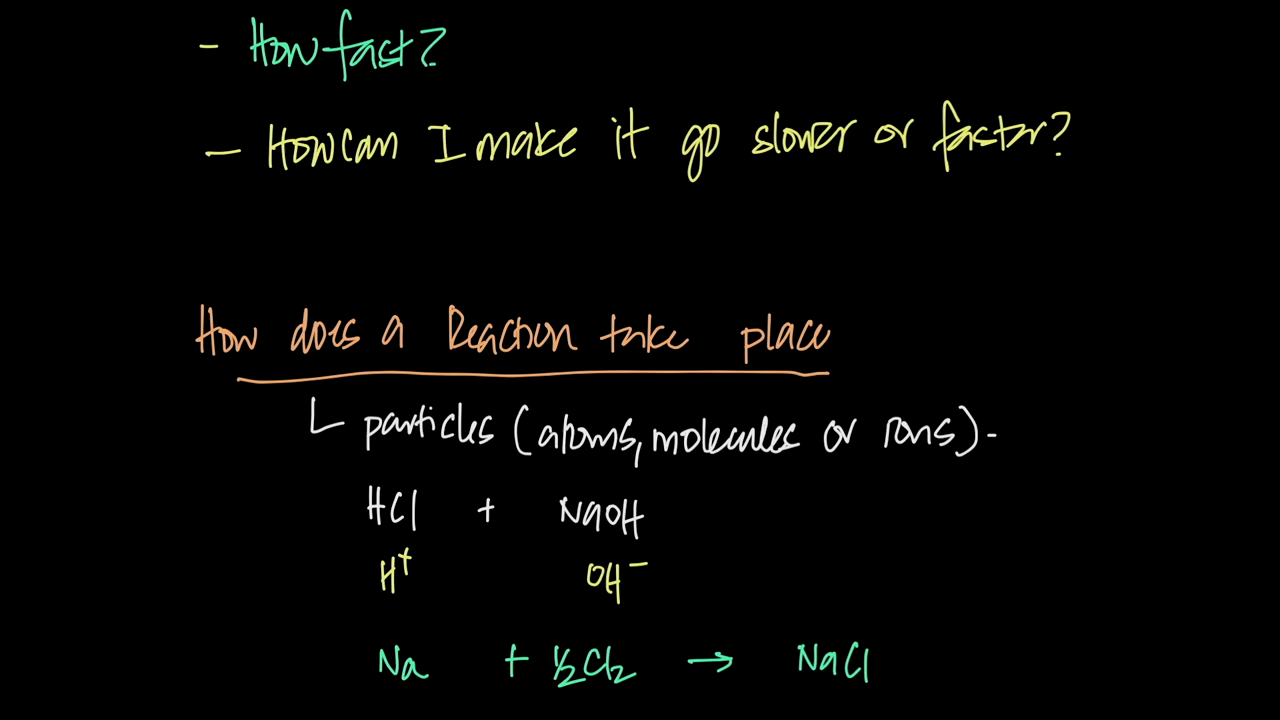 - How fast?
- How can I make it go slower or faster?
How does a Reaction take place
└ particles (atoms, molecules or ions).
HCl + NaOH
H⁺ OH⁻
Na + ½Cl₂ → NaCl